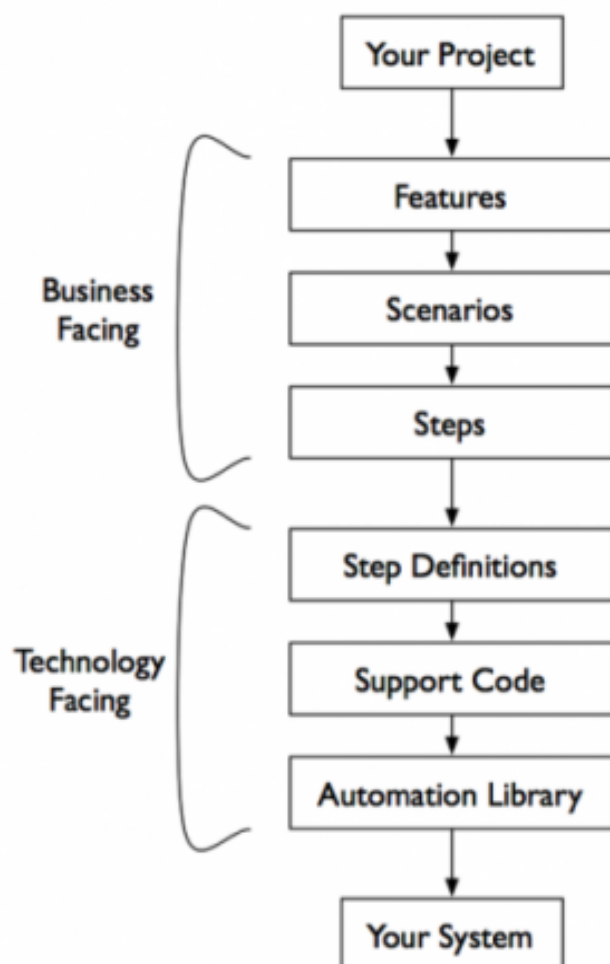 Your Project
Features
Business
Facing
Scenarios
Steps
Step Definitions
Technology
Facing
Support Code
Automation Library
Your System